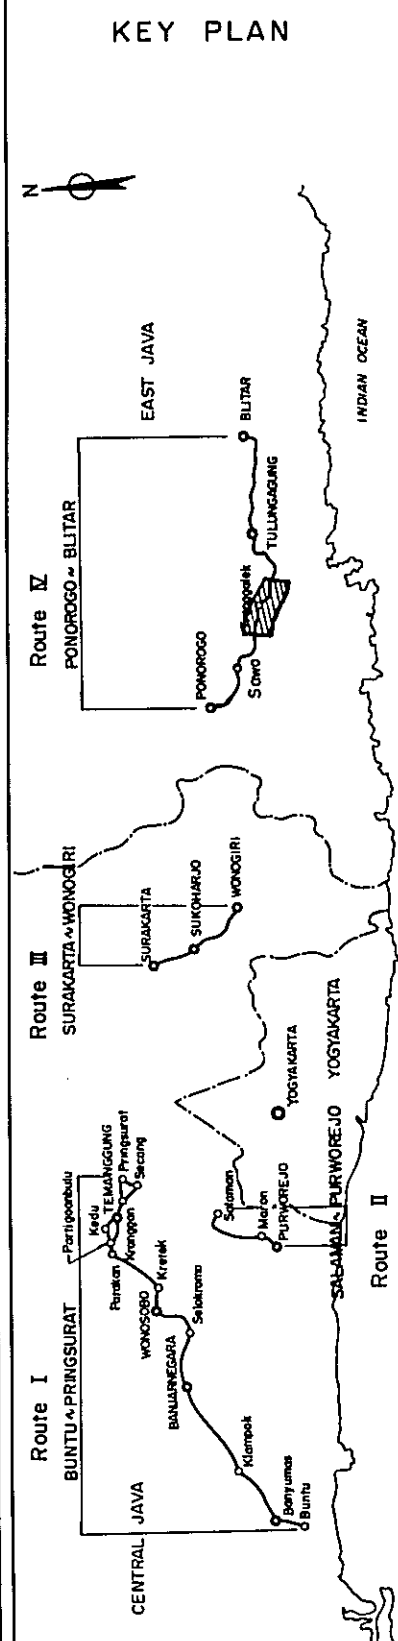 KEY PLAN
N
Route I
BUNTU~PRINGSURAT
Partigoanbutu
CENTRAL JAVA
Kedu
TEMANGGUNG
Pringsurat
Secang
Kranggan
Parakan
Kretek
WONOSOBO
Selokromo
BANJARNEGARA
Klampok
Banyumas
Buntu
Route II
SALAMAN~PURWOREJO
Salaman
Maron
PURWOREJO
YOGYAKARTA
YOGYAKARTA
Route III
SURAKARTA~WONOGIRI
SURAKARTA
SUKOHARJO
WONOGIRI
Route IV
PONOROGO~BLITAR
EAST JAVA
PONOROGO
Sawo
Trenggalek
TULUNGAGUNG
BLITAR
INDIAN OCEAN